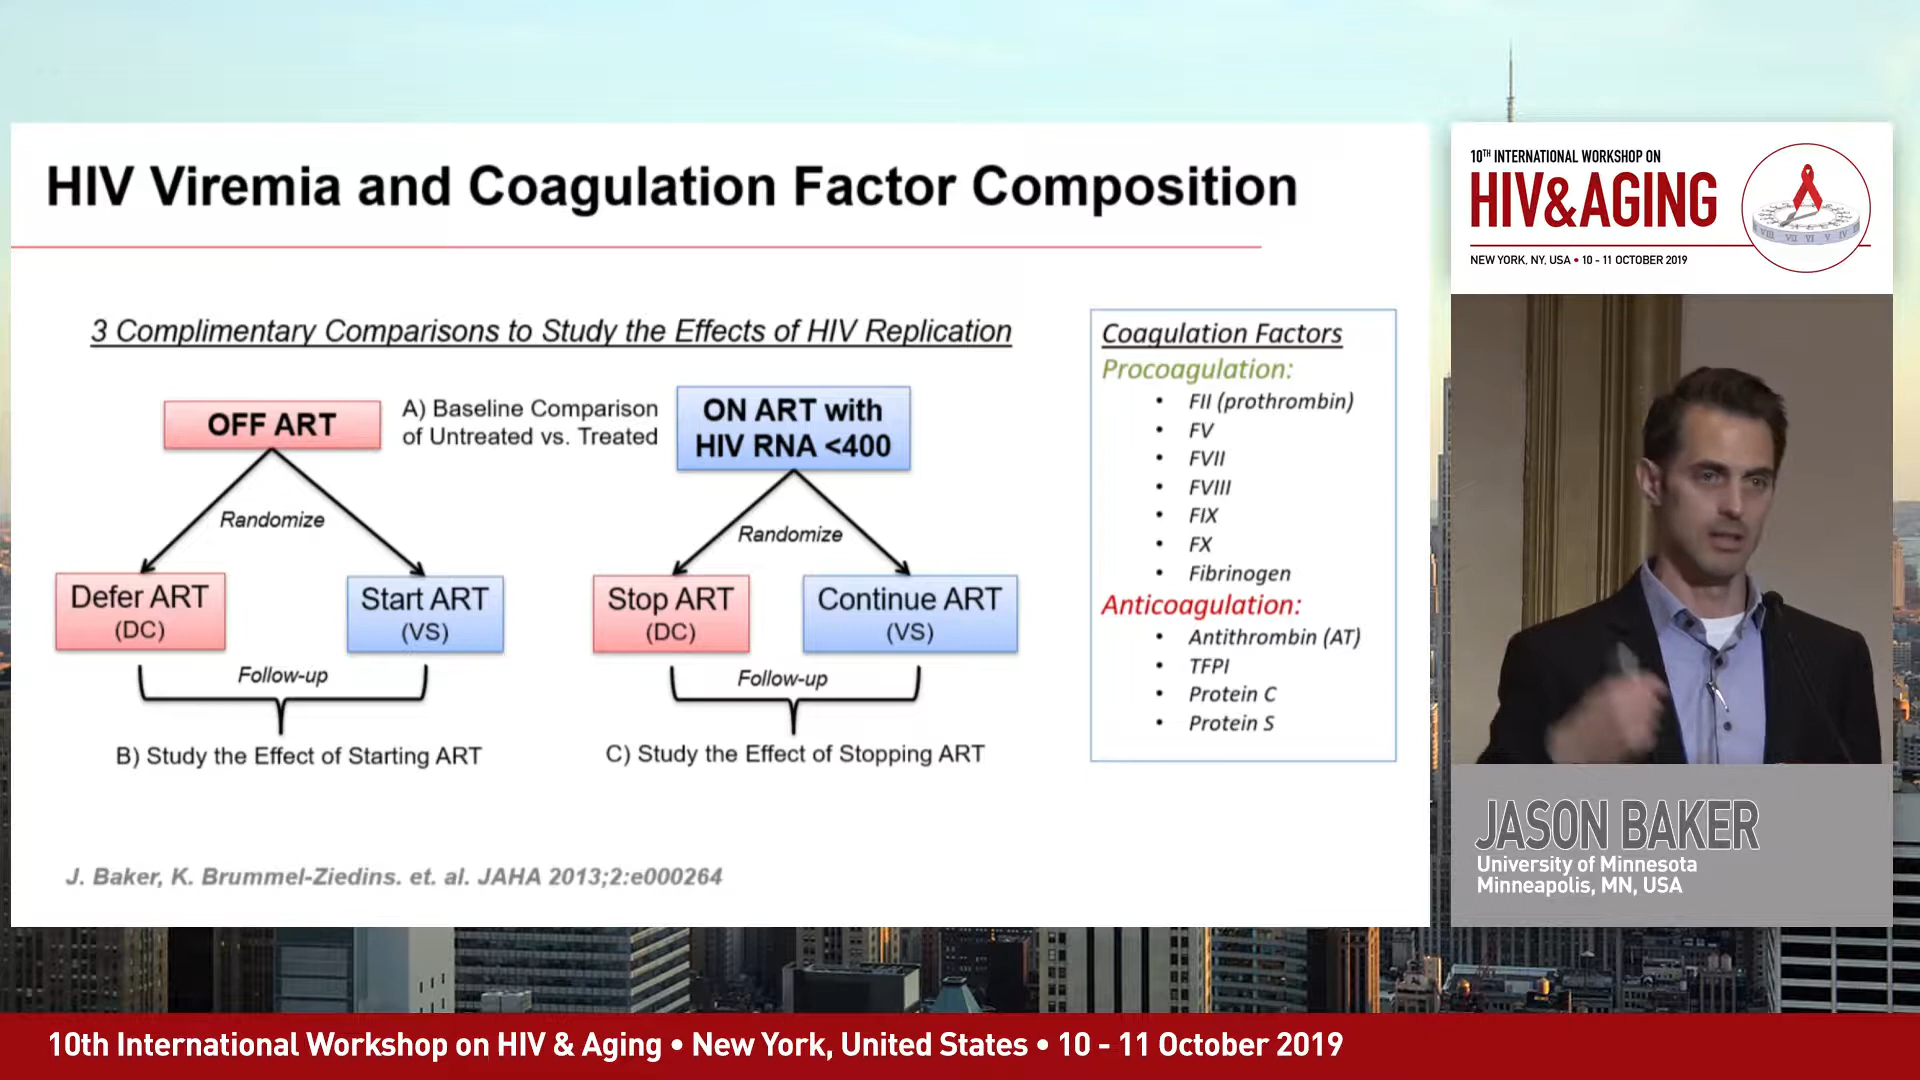 HIV Viremia and Coagulation Factor Composition
3 Complimentary Comparisons to Study the Effects of HIV Replication
OFF ART
A) Baseline Comparison
of Untreated vs. Treated
ON ART with
HIV RNA <400
Randomize
Randomize
Defer ART
(DC)
Start ART
(VS)
Stop ART
(DC)
Continue ART
(VS)
Follow-up
Follow-up
B) Study the Effect of Starting ART
C) Study the Effect of Stopping ART
Coagulation Factors
Procoagulation:
• FII (prothrombin)
• FV
• FVII
• FVIII
• FIX
• FX
• Fibrinogen
Anticoagulation:
• Antithrombin (AT)
• TFPI
• Protein C
• Protein S
J. Baker, K. Brummel-Ziedins. et. al. JAHA 2013;2:e000264
10TH INTERNATIONAL WORKSHOP ON
HIV&AGING
NEW YORK, NY, USA • 10 - 11 OCTOBER 2019
JASON BAKER
University of Minnesota
Minneapolis, MN, USA
10th International Workshop on HIV & Aging • New York, United States • 10 - 11 October 2019